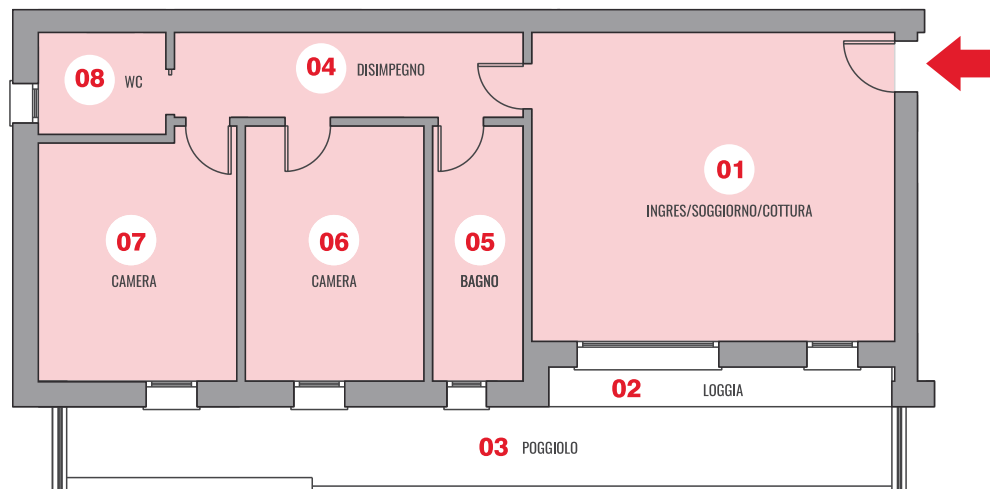 08 WC
04 DISIMPEGNO
01
INGRES/SOGGIORNO/COTTURA
07
CAMERA
06
CAMERA
05
BAGNO
02 LOGGIA
03 POGGIOLO